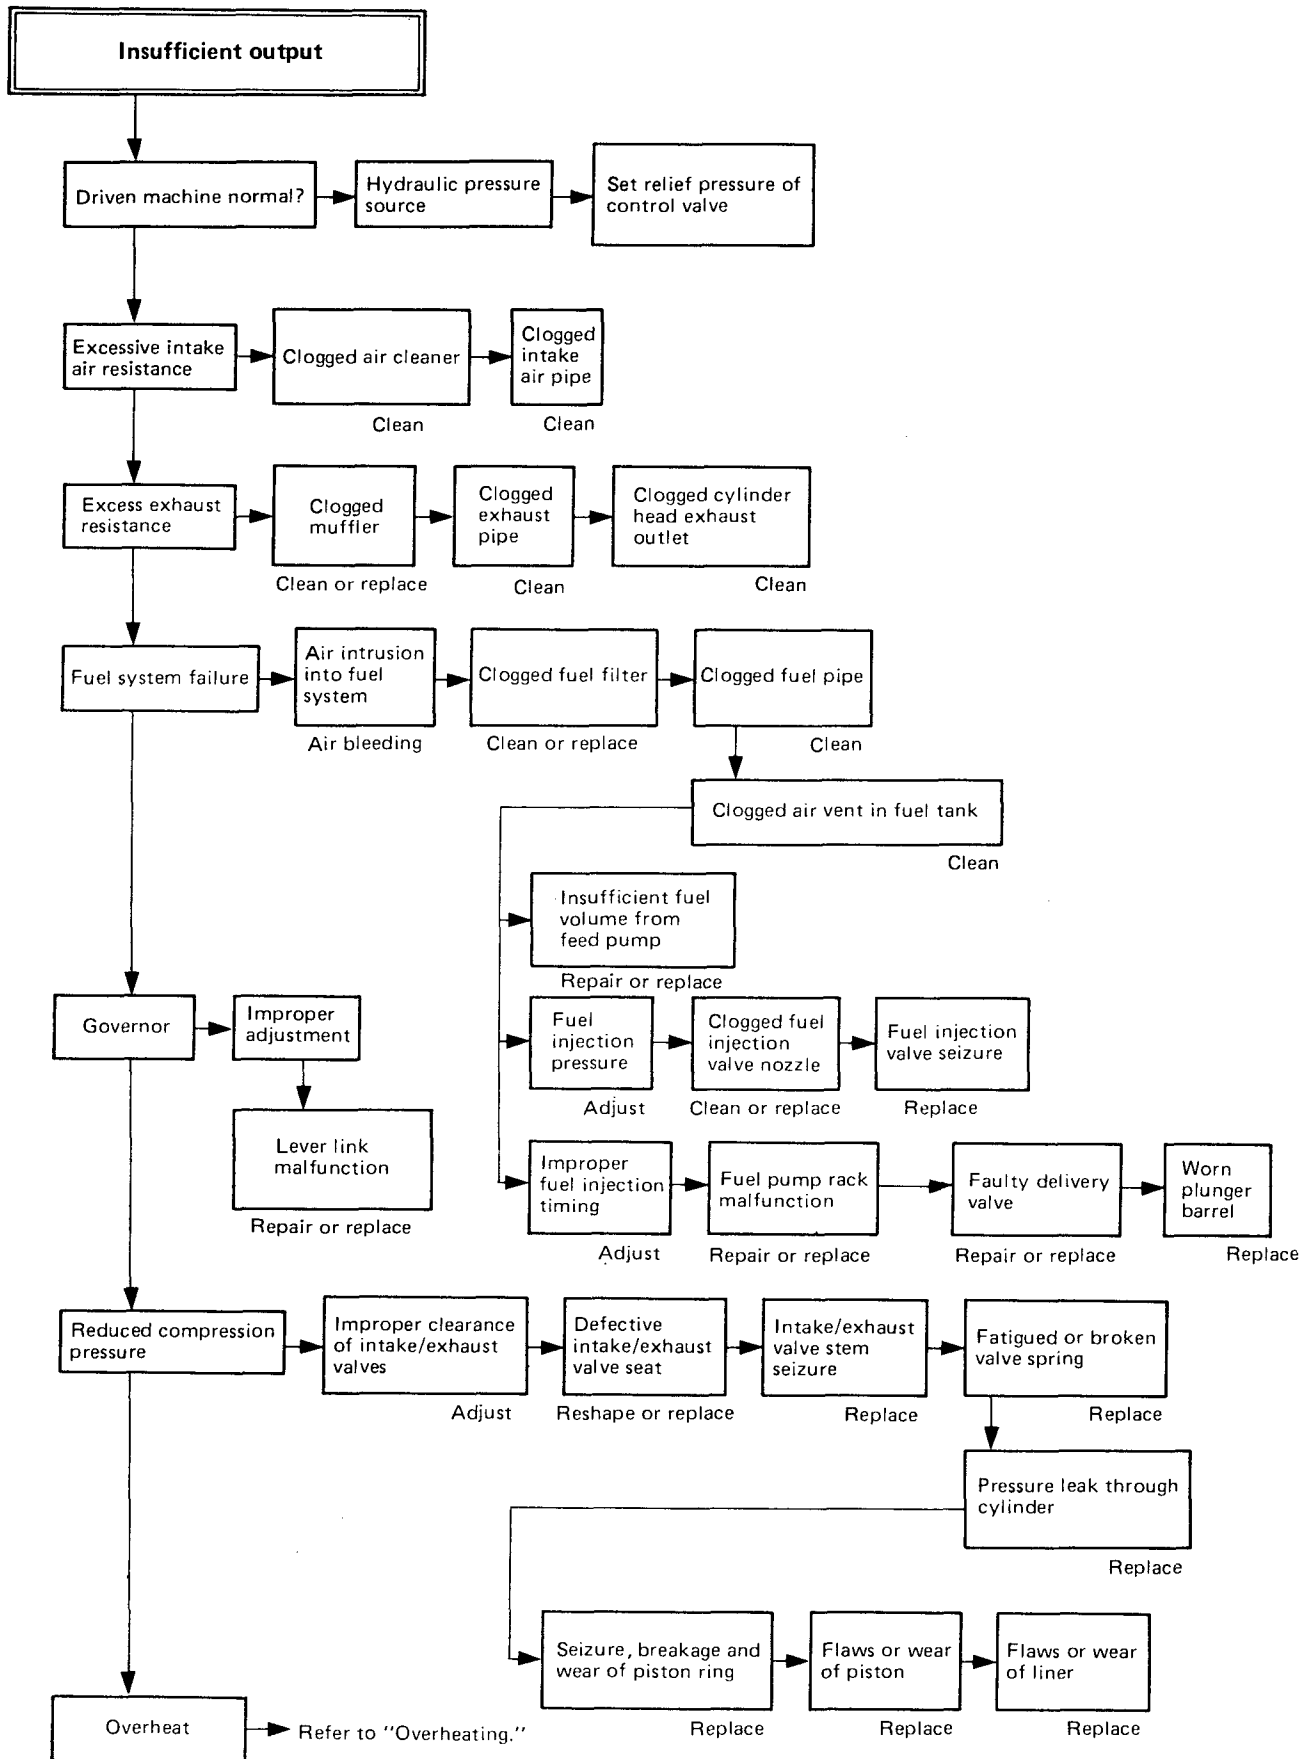 Insufficient output
Driven machine normal?
Hydraulic pressure
source
Set relief pressure of
control valve
Excessive intake
air resistance
Clogged air cleaner
Clean
Clogged
intake
air pipe
Clean
Excess exhaust
resistance
Clogged
muffler
Clean or replace
Clogged
exhaust
pipe
Clean
Clogged cylinder
head exhaust
outlet
Clean
Fuel system failure
Air intrusion
into fuel
system
Air bleeding
Clogged fuel filter
Clean or replace
Clogged fuel pipe
Clean
Clogged air vent in fuel tank
Clean
Insufficient fuel
volume from
feed pump
Repair or replace
Governor
Improper
adjustment
Lever link
malfunction
Repair or replace
Fuel
injection
pressure
Adjust
Clogged fuel
injection
valve nozzle
Clean or replace
Fuel injection
valve seizure
Replace
Improper
fuel injection
timing
Adjust
Fuel pump rack
malfunction
Repair or replace
Faulty delivery
valve
Repair or replace
Worn
plunger
barrel
Replace
Reduced compression
pressure
Improper clearance
of intake/exhaust
valves
Adjust
Defective
intake/exhaust
valve seat
Reshape or replace
Intake/exhaust
valve stem
seizure
Replace
Fatigued or broken
valve spring
Replace
Pressure leak through
cylinder
Replace
Seizure, breakage and
wear of piston ring
Replace
Flaws or wear
of piston
Replace
Flaws or wear
of liner
Replace
Overheat
Refer to "Overheating."